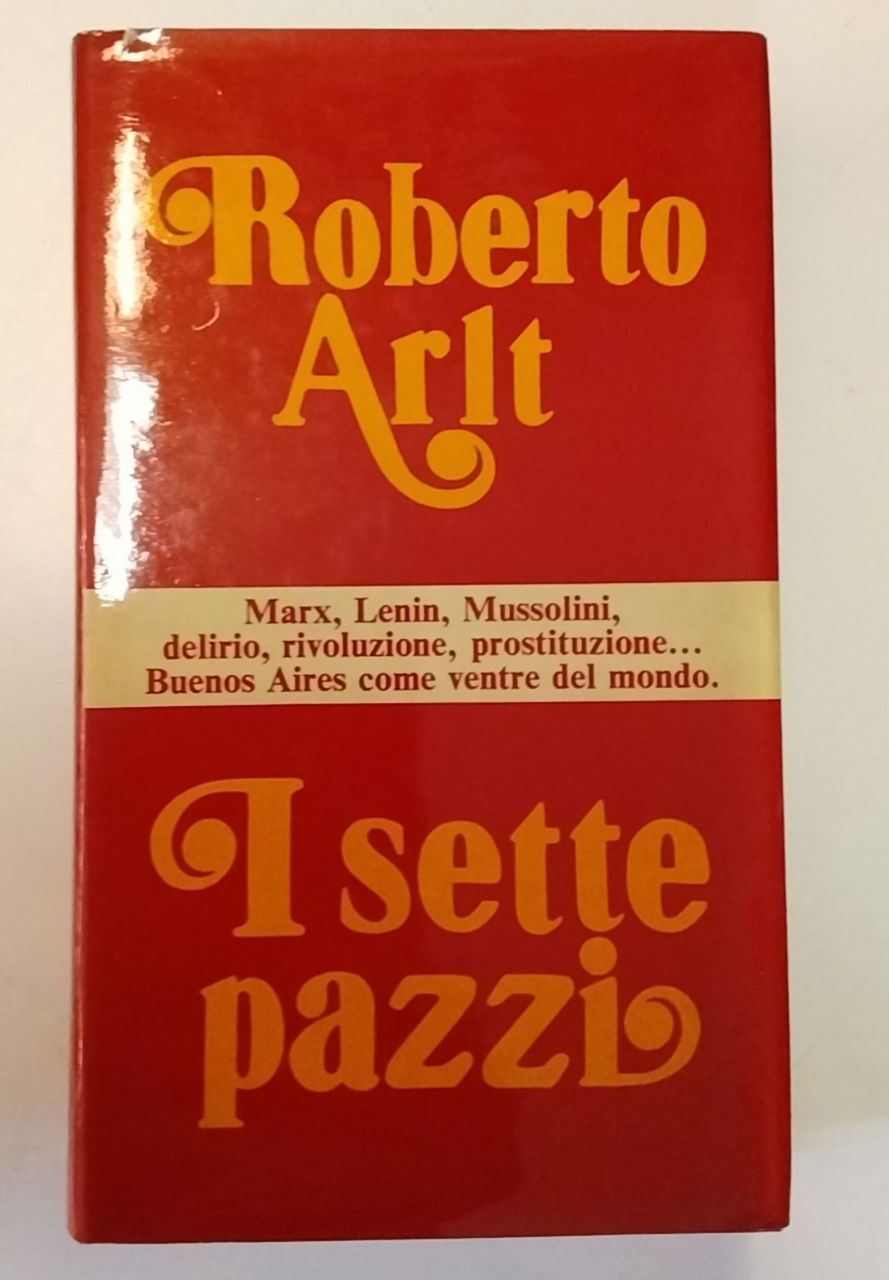 Roberto
Arlt
Marx, Lenin, Mussolini,
delirio, rivoluzione, prostituzione...
Buenos Aires come ventre del mondo.
I sette
pazzi